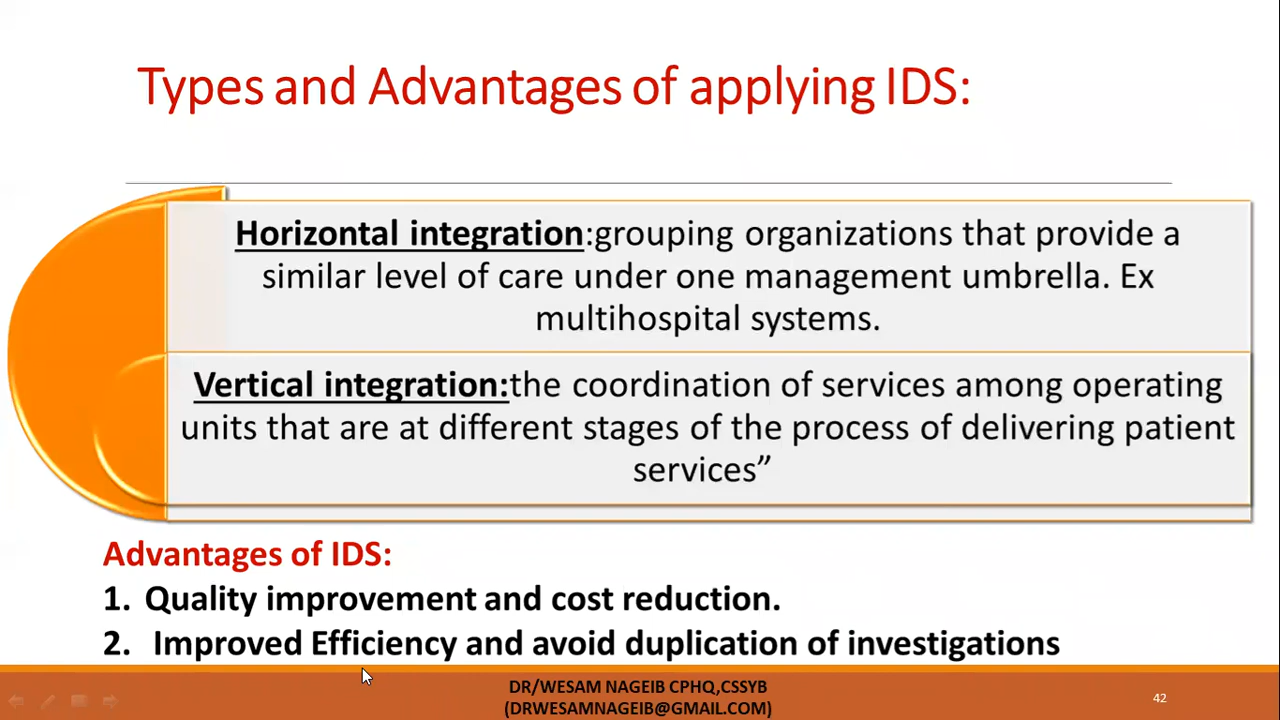 Types and Advantages of applying IDS:
Horizontal integration:grouping organizations that provide a
similar level of care under one management umbrella. Ex
multihospital systems.
Vertical integration:the coordination of services among operating
units that are at different stages of the process of delivering patient
services”
Advantages of IDS:
1. Quality improvement and cost reduction.
2. Improved Efficiency and avoid duplication of investigations
DR/WESAM NAGEIB CPHQ,CSSYB
(DRWESAMNAGEIB@GMAIL.COM)
42